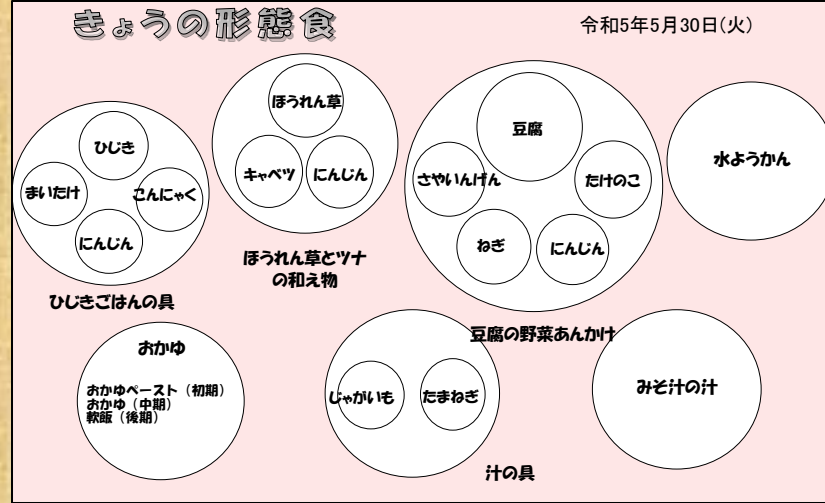 きょうの形態食
令和5年5月30日(火)
ひじき
まいたけ
こんにゃく
にんじん
ひじきごはんの具
ほうれん草
キャベツ
にんじん
ほうれん草とツナ
の和え物
豆腐
さやいんげん
たけのこ
ねぎ
にんじん
豆腐の野菜あんかけ
水ようかん
おかゆ
おかゆペースト（初期）
おかゆ（中期）
軟飯（後期）
じゃがいも
たまねぎ
汁の具
みそ汁の汁